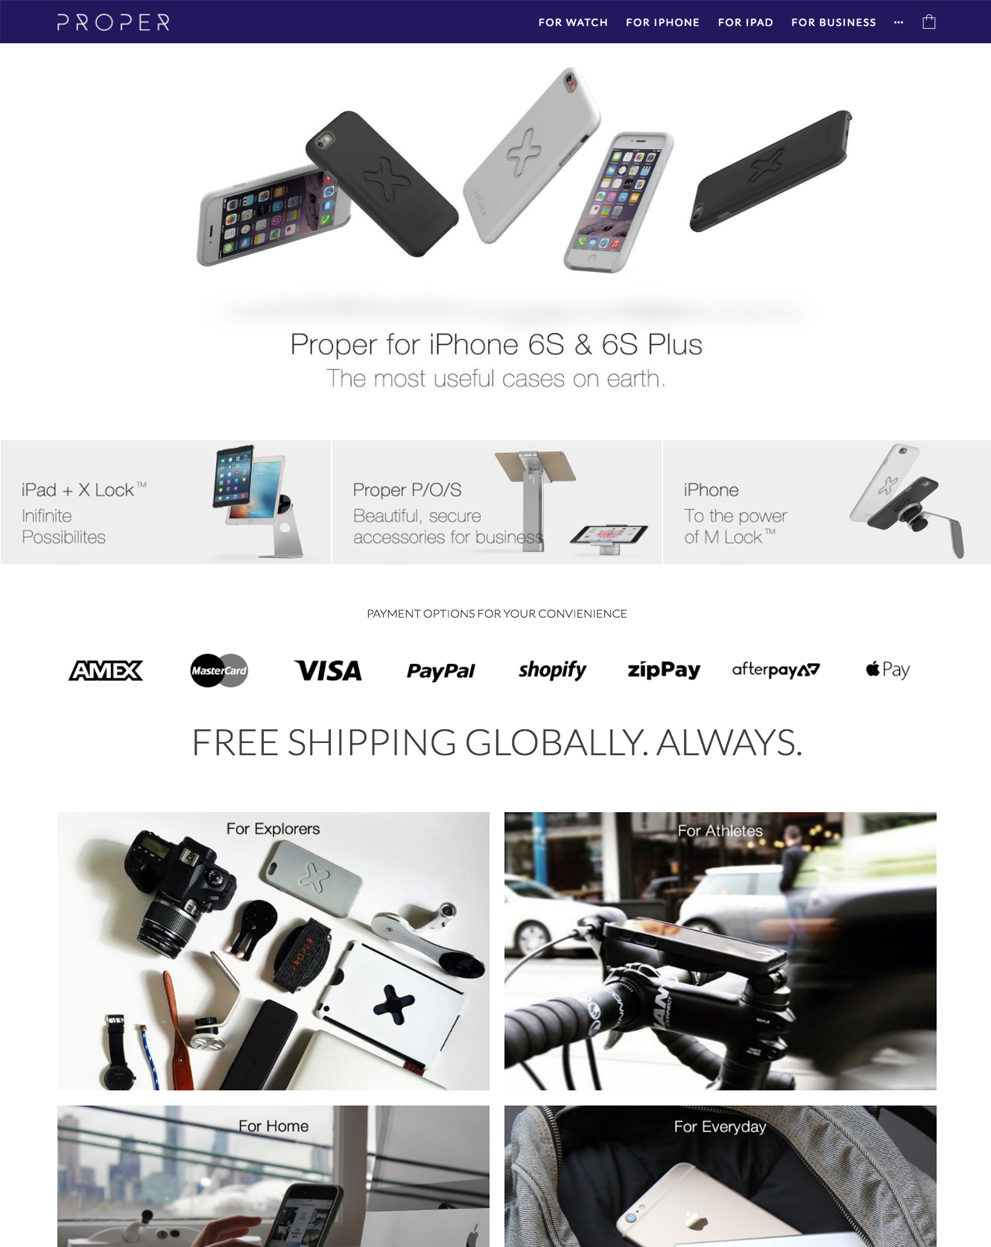 PROPER
FOR WATCH FOR IPHONE FOR IPAD FOR BUSINESS ···
Proper for iPhone 6S & 6S Plus
The most useful cases on earth.
iPad + X Lock™
Inifinite
Possibilites
Proper P/O/S
Beautiful, secure
accessories for business
iPhone
To the power
of M Lock™
PAYMENT OPTIONS FOR YOUR CONVIENIENCE
AMEX MasterCard VISA PayPal shopify zipPay afterpay Pay
FREE SHIPPING GLOBALLY. ALWAYS.
For Explorers
PROPER
For Athletes
For Home
For Everyday